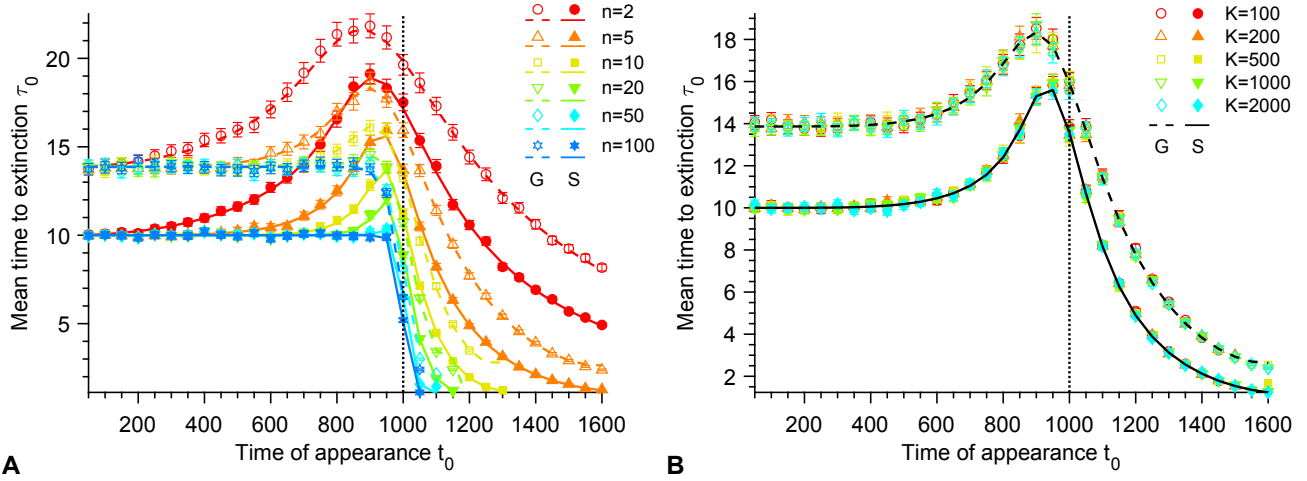 Mean time to extinction τ0
20
15
10
5
200 400 600 800 1000 1200 1400 1600
Time of appearance t0
n=2
n=5
n=10
n=20
n=50
n=100
G S
A
Mean time to extinction τ0
18
16
14
12
10
8
6
4
2
200 400 600 800 1000 1200 1400 1600
Time of appearance t0
K=100
K=200
K=500
K=1000
K=2000
G S
B